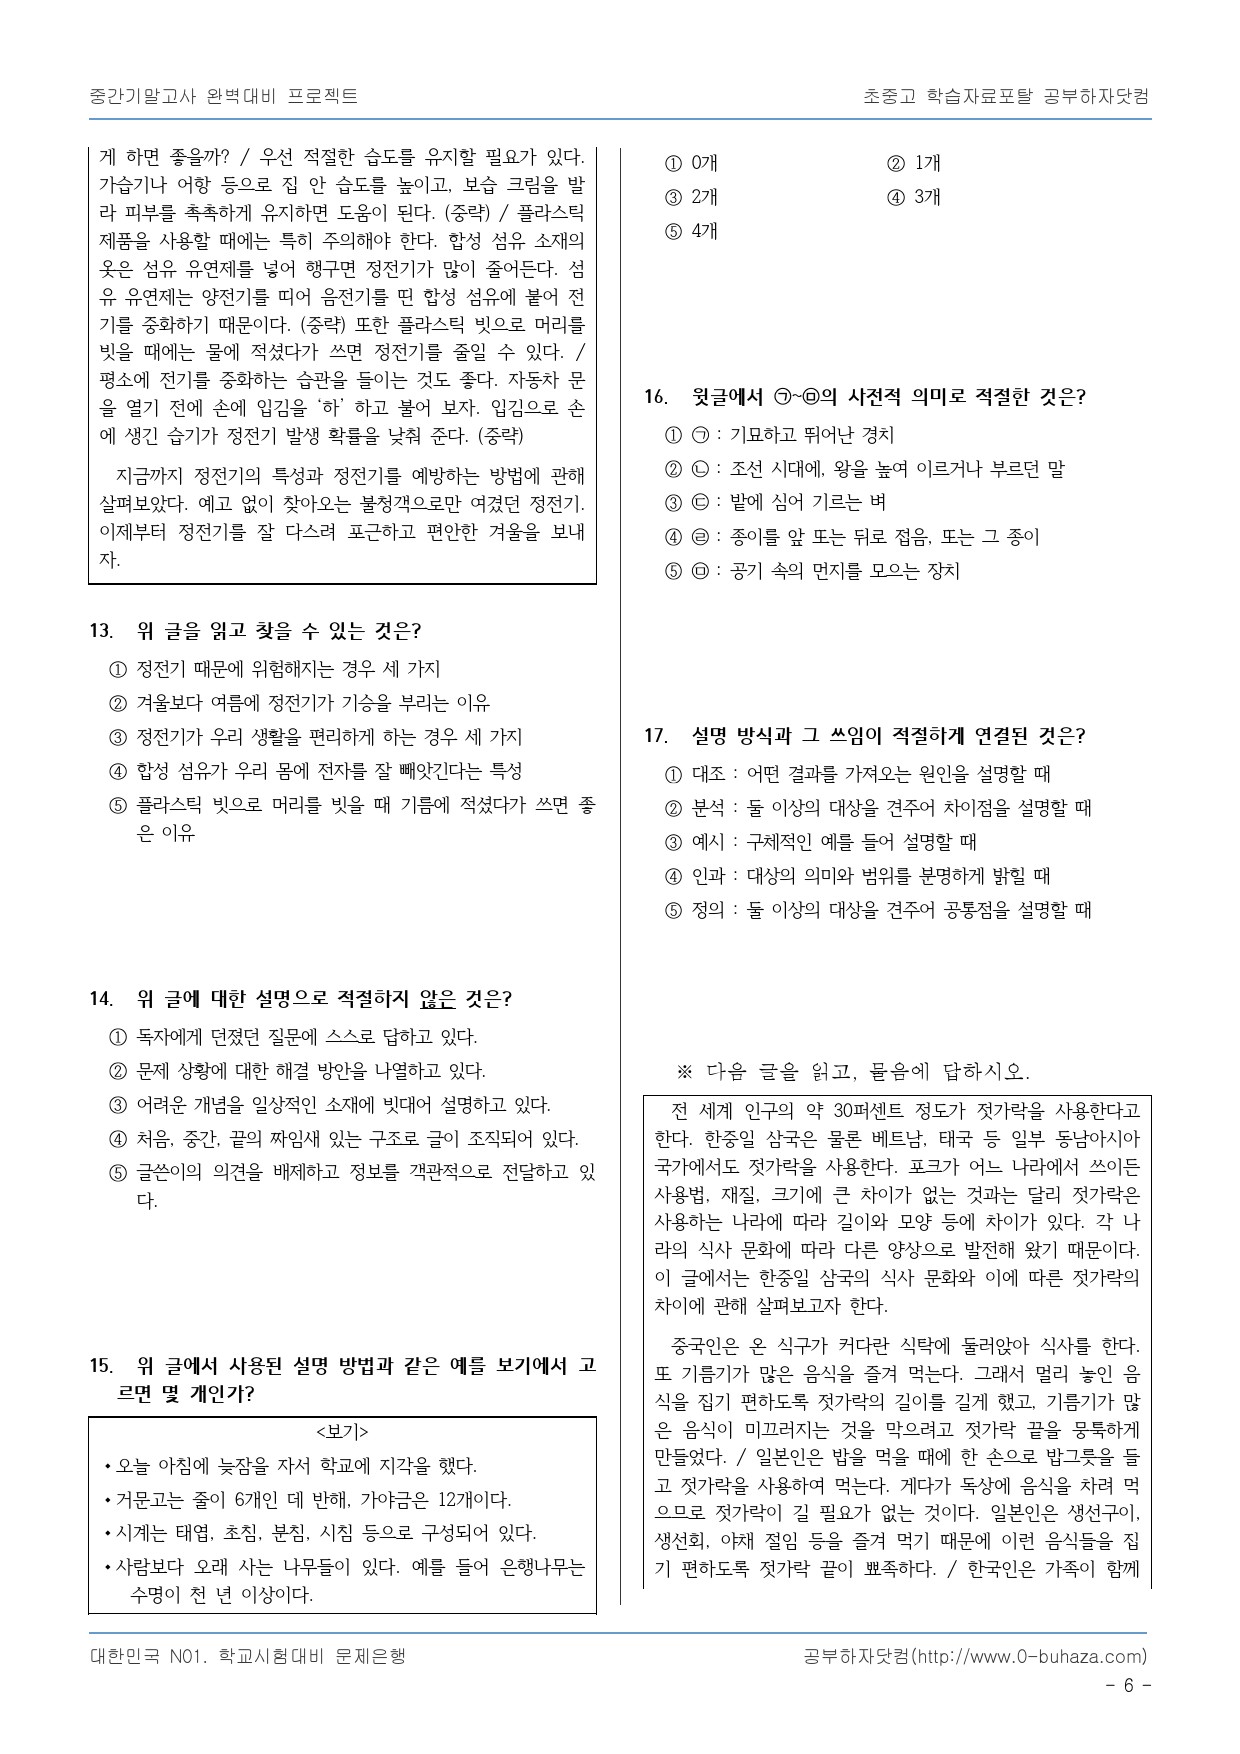 중간기말고사 완벽대비 프로젝트
초중고 학습자료포탈 공부하자닷컴
게 하면 좋을까? / 우선 적절한 습도를 유지할 필요가 있다.
가습기나 어항 등으로 집 안 습도를 높이고, 보습 크림을 발
라 피부를 촉촉하게 유지하면 도움이 된다. (중략) / 플라스틱
제품을 사용할 때에는 특히 주의해야 한다. 합성 섬유 소재의
옷은 섬유 유연제를 넣어 행구면 정전기가 많이 줄어든다. 섬
유 유연제는 양전기를 띠어 음전기를 띤 합성 섬유에 붙어 전
기를 중화하기 때문이다. (중략) 또한 플라스틱 빗으로 머리를
빗을 때에는 물에 적셨다가 쓰면 정전기를 줄일 수 있다. /
평소에 전기를 중화하는 습관을 들이는 것도 좋다. 자동차 문
을 열기 전에 손에 입김을 ‘하’ 하고 불어 보자. 입김으로 손
에 생긴 습기가 정전기 발생 확률을 낮춰 준다. (중략)
지금까지 정전기의 특성과 정전기를 예방하는 방법에 관해
살펴보았다. 예고 없이 찾아오는 불청객으로만 여겼던 정전기.
이제부터 정전기를 잘 다스려 포근하고 편안한 겨울을 보내
자.
13. 위 글을 읽고 찾을 수 있는 것은?
① 정전기 때문에 위험해지는 경우 세 가지
② 겨울보다 여름에 정전기가 기승을 부리는 이유
③ 정전기가 우리 생활을 편리하게 하는 경우 세 가지
④ 합성 섬유가 우리 몸에 전자를 잘 빼앗긴다는 특성
⑤ 플라스틱 빗으로 머리를 빗을 때 기름에 적셨다가 쓰면 좋
은 이유
14. 위 글에 대한 설명으로 적절하지 않은 것은?
① 독자에게 던졌던 질문에 스스로 답하고 있다.
② 문제 상황에 대한 해결 방안을 나열하고 있다.
③ 어려운 개념을 일상적인 소재에 빗대어 설명하고 있다.
④ 처음, 중간, 끝의 짜임새 있는 구조로 글이 조직되어 있다.
⑤ 글쓴이의 의견을 배제하고 정보를 객관적으로 전달하고 있
다.
15. 위 글에서 사용된 설명 방법과 같은 예를 보기에서 고
르면 몇 개인가?
<보기>
• 오늘 아침에 늦잠을 자서 학교에 지각을 했다.
• 거문고는 줄이 6개인 데 반해, 가야금은 12개이다.
• 시계는 태엽, 초침, 분침, 시침 등으로 구성되어 있다.
• 사람보다 오래 사는 나무들이 있다. 예를 들어 은행나무는
수명이 천 년 이상이다.
① 0개 ② 1개
③ 2개 ④ 3개
⑤ 4개
16. 윗글에서 ㉠~㉤의 사전적 의미로 적절한 것은?
① ㉠ : 기묘하고 뛰어난 경치
② ㉡ : 조선 시대에, 왕을 높여 이르거나 부르던 말
③ ㉢ : 밭에 심어 기르는 벼
④ ㉣ : 종이를 앞 또는 뒤로 접음, 또는 그 종이
⑤ ㉤ : 공기 속의 먼지를 모으는 장치
17. 설명 방식과 그 쓰임이 적절하게 연결된 것은?
① 대조 : 어떤 결과를 가져오는 원인을 설명할 때
② 분석 : 둘 이상의 대상을 견주어 차이점을 설명할 때
③ 예시 : 구체적인 예를 들어 설명할 때
④ 인과 : 대상의 의미와 범위를 분명하게 밝힐 때
⑤ 정의 : 둘 이상의 대상을 견주어 공통점을 설명할 때
※ 다음 글을 읽고, 물음에 답하시오.
전 세계 인구의 약 30퍼센트 정도가 젓가락을 사용한다고
한다. 한중일 삼국은 물론 베트남, 태국 등 일부 동남아시아
국가에서도 젓가락을 사용한다. 포크가 어느 나라에서 쓰이든
사용법, 재질, 크기에 큰 차이가 없는 것과는 달리 젓가락은
사용하는 나라에 따라 길이와 모양 등에 차이가 있다. 각 나
라의 식사 문화에 따라 다른 양상으로 발전해 왔기 때문이다.
이 글에서는 한중일 삼국의 식사 문화와 이에 따른 젓가락의
차이에 관해 살펴보고자 한다.
중국인은 온 식구가 커다란 식탁에 둘러앉아 식사를 한다.
또 기름기가 많은 음식을 즐겨 먹는다. 그래서 멀리 놓인 음
식을 집기 편하도록 젓가락의 길이를 길게 했고, 기름기가 많
은 음식이 미끄러지는 것을 막으려고 젓가락 끝을 뭉툭하게
만들었다. / 일본인은 밥을 먹을 때에 한 손으로 밥그릇을 들
고 젓가락을 사용하여 먹는다. 게다가 독상에 음식을 차려 먹
으므로 젓가락이 길 필요가 없는 것이다. 일본인은 생선구이,
생선회, 야채 절임 등을 즐겨 먹기 때문에 이런 음식들을 집
기 편하도록 젓가락 끝이 뾰족하다. / 한국인은 가족이 함께
대한민국 N01. 학교시험대비 문제은행
공부하자닷컴(http://www.0-buhaza.com)
- 6 -